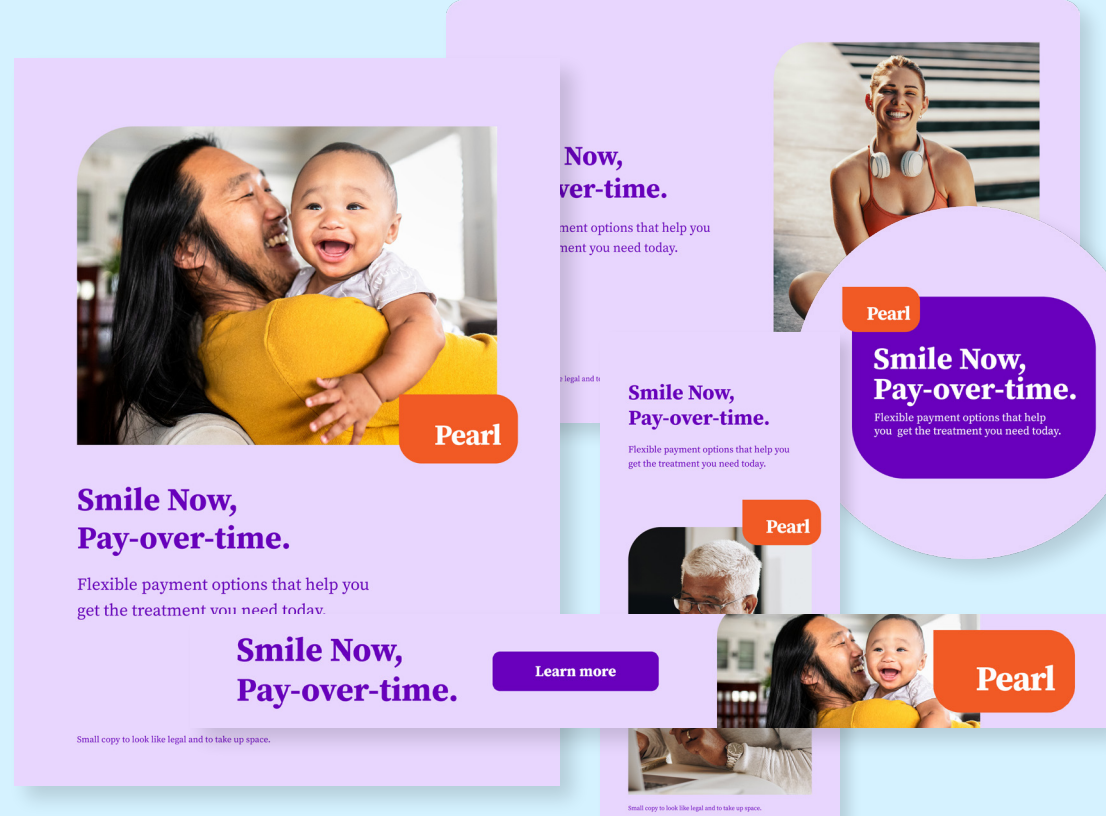 Pearl
Smile Now,
Pay-over-time.
Flexible payment options that help you
get the treatment you need today.
Small copy to look like legal and to take up space.
Now,
ver-time.
ment options that help you
ment you need today.
legal and to
Pearl
Smile Now,
Pay-over-time.
Flexible payment options that help
you get the treatment you need today.
Smile Now,
Pay-over-time.
Flexible payment options that help you
get the treatment you need today.
Pearl
Small copy to look like legal and to take up space.
Smile Now,
Pay-over-time.
Learn more
Pearl